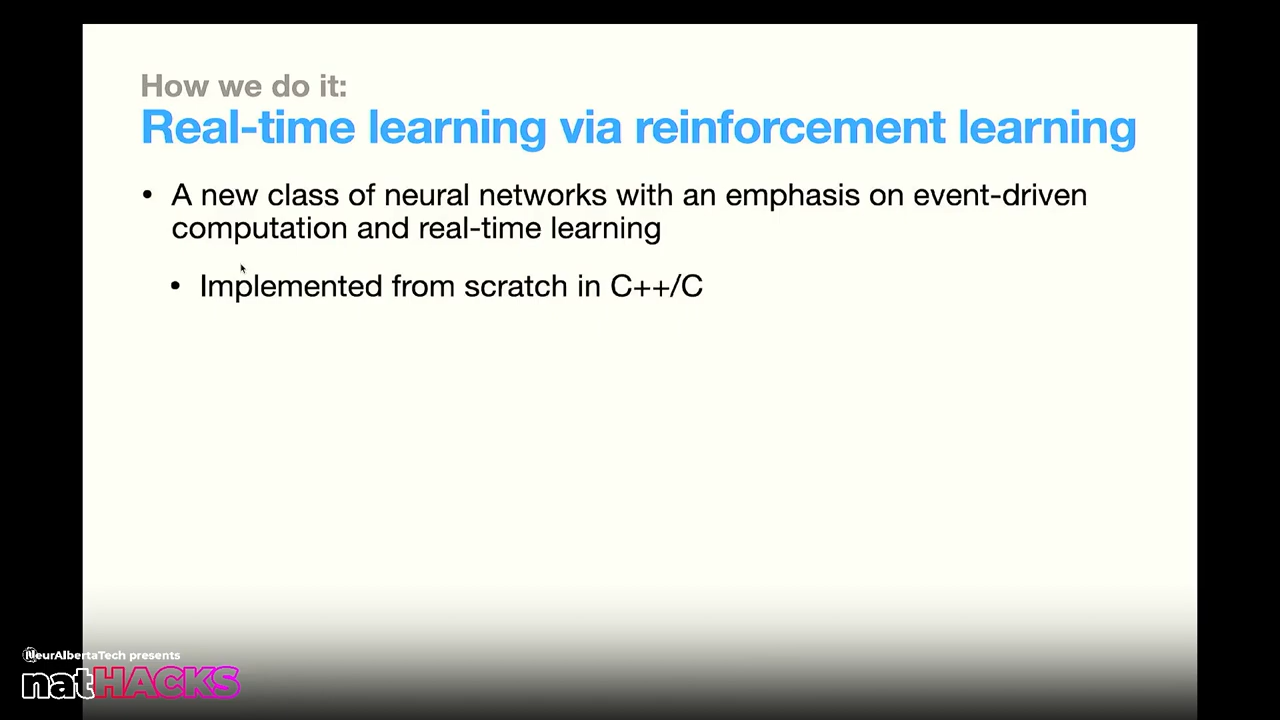 How we do it:
Real-time learning via reinforcement learning
• A new class of neural networks with an emphasis on event-driven
computation and real-time learning
• Implemented from scratch in C++/C
NeurAlbertaTech presents
natHACKS